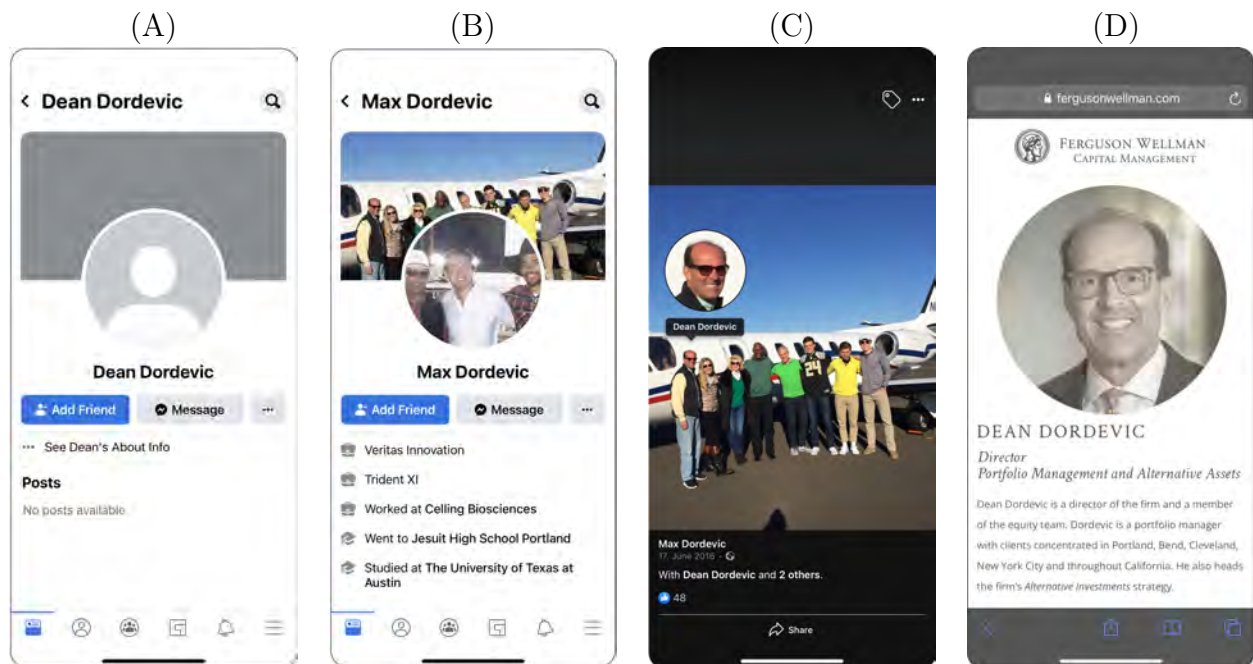 (A)
(B)
(C)
(D)
Dean Dordevic
Dean Dordevic
Add Friend
Message
See Dean's About Info
Posts
No posts available
Max Dordevic
Max Dordevic
Add Friend
Message
Veritas Innovation
Trident XI
Worked at Celling Biosciences
Went to Jesuit High School Portland
Studied at The University of Texas at
Austin
Dean Dordevic
24
Max Dordevic
17. June 2016
With Dean Dordevic and 2 others.
48
Share
fergusonwellman.com
FERGUSON WELLMAN
CAPITAL MANAGEMENT
DEAN DORDEVIC
Director
Portfolio Management and Alternative Assets
Dean Dordevic is a director of the firm and a member
of the equity team. Dordevic is a portfolio manager
with clients concentrated in Portland, Bend, Cleveland,
New York City and throughout California. He also heads
the firm's Alternative Investments strategy.